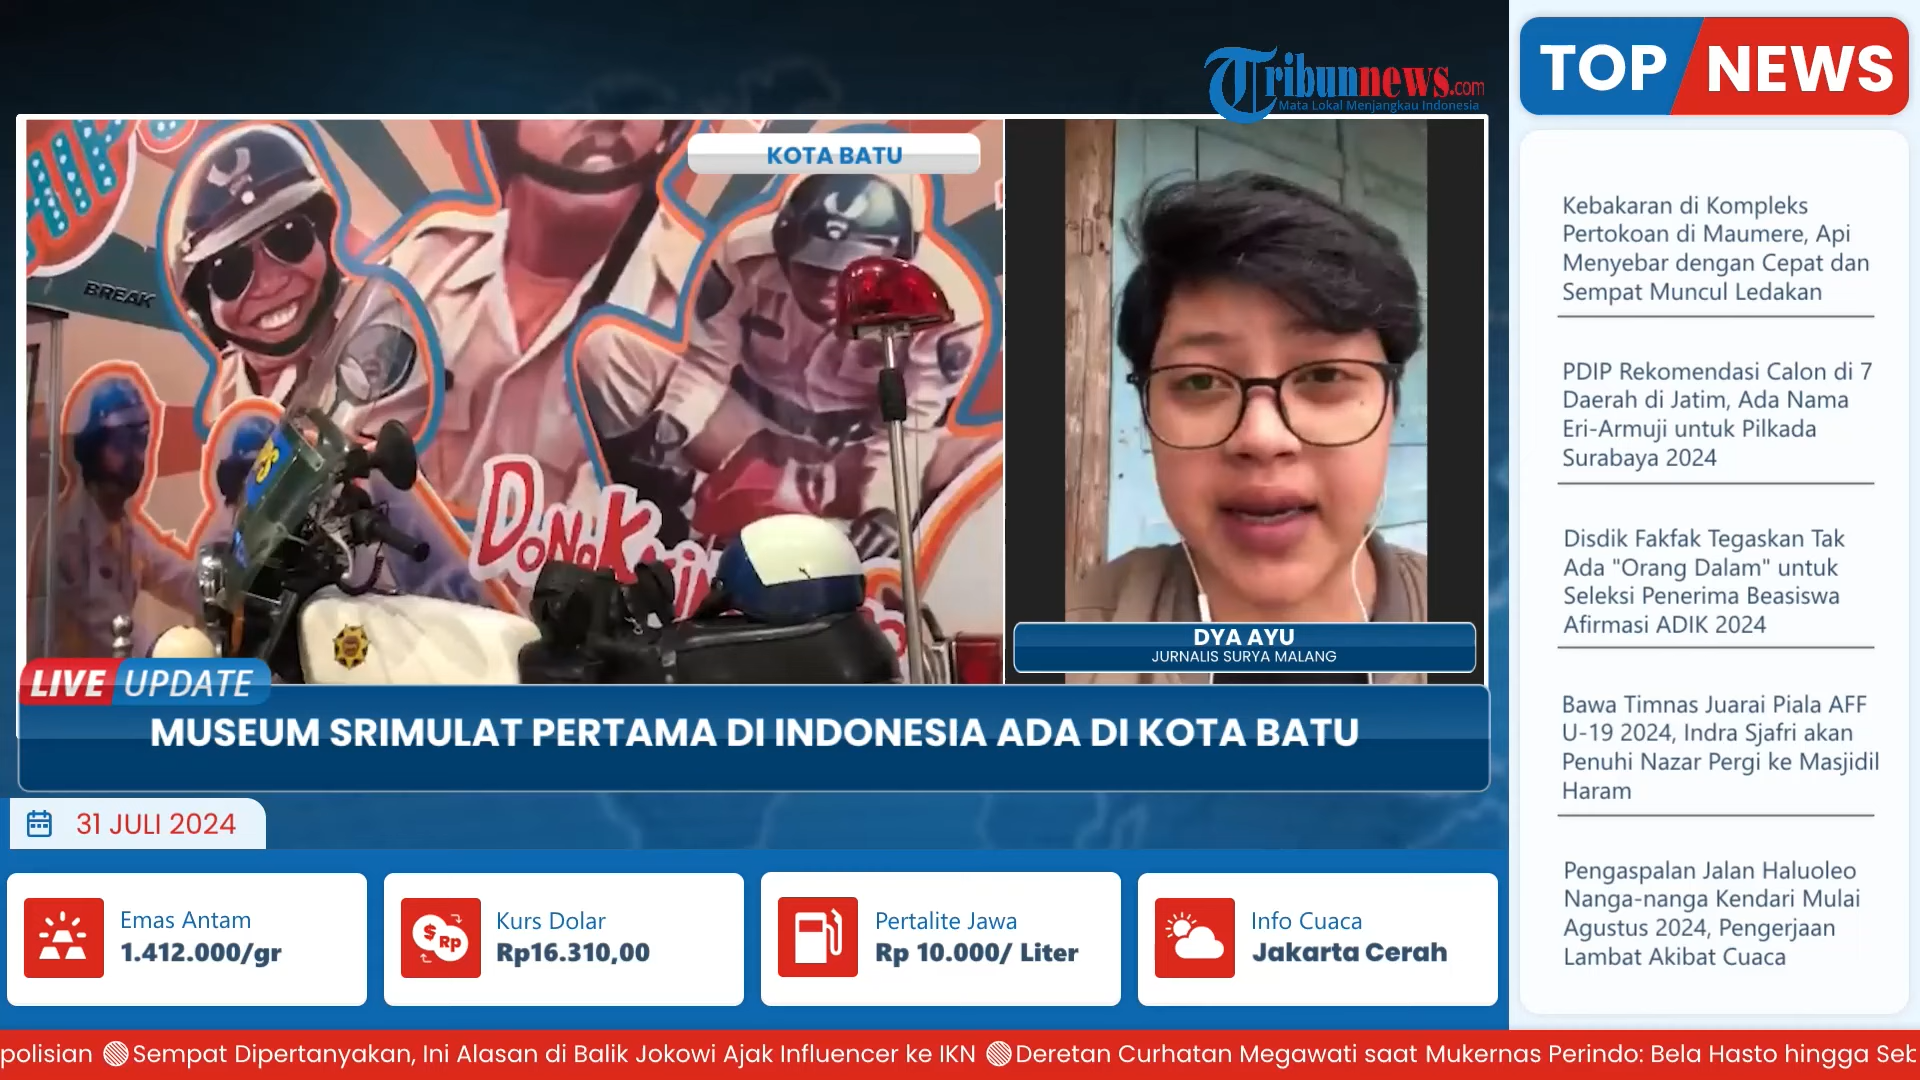 Tribunnews.com
Mata Lokal Menjangkau Indonesia
KOTA BATU
BREAK
DONO
DYA AYU
JURNALIS SURYA MALANG
LIVE UPDATE
MUSEUM SRIMULAT PERTAMA DI INDONESIA ADA DI KOTA BATU
31 JULI 2024
Emas Antam
1.412.000/gr
Kurs Dolar
Rp16.310,00
Pertalite Jawa
Rp 10.000/ Liter
Info Cuaca
Jakarta Cerah
TOP NEWS
Kebakaran di Kompleks
Pertokoan di Maumere, Api
Menyebar dengan Cepat dan
Sempat Muncul Ledakan
PDIP Rekomendasi Calon di 7
Daerah di Jatim, Ada Nama
Eri-Armuji untuk Pilkada
Surabaya 2024
Disdik Fakfak Tegaskan Tak
Ada "Orang Dalam" untuk
Seleksi Penerima Beasiswa
Afirmasi ADIK 2024
Bawa Timnas Juarai Piala AFF
U-19 2024, Indra Sjafri akan
Penuhi Nazar Pergi ke Masjidil
Haram
Pengaspalan Jalan Haluoleo
Nanga-nanga Kendari Mulai
Agustus 2024, Pengerjaan
Lambat Akibat Cuaca
polisian Sempat Dipertanyakan, Ini Alasan di Balik Jokowi Ajak Influencer ke IKN Deretan Curhatan Megawati saat Mukernas Perindo: Bela Hasto hingga Seb